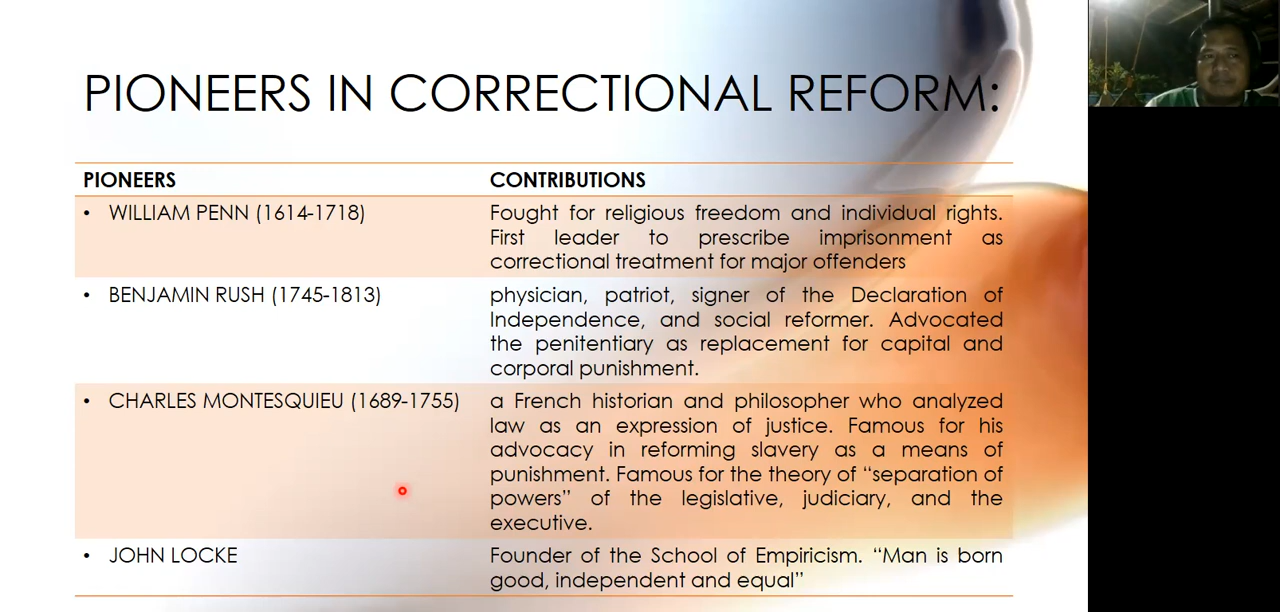 PIONEERS IN CORRECTIONAL REFORM:
PIONEERS
CONTRIBUTIONS
• WILLIAM PENN (1614-1718)
Fought for religious freedom and individual rights.
First leader to prescribe imprisonment as
correctional treatment for major offenders
• BENJAMIN RUSH (1745-1813)
physician, patriot, signer of the Declaration of
Independence, and social reformer. Advocated
the penitentiary as replacement for capital and
corporal punishment.
• CHARLES MONTESQUIEU (1689-1755)
a French historian and philosopher who analyzed
law as an expression of justice. Famous for his
advocacy in reforming slavery as a means of
punishment. Famous for the theory of “separation of
powers” of the legislative, judiciary, and the
executive.
• JOHN LOCKE
Founder of the School of Empiricism. “Man is born
good, independent and equal”